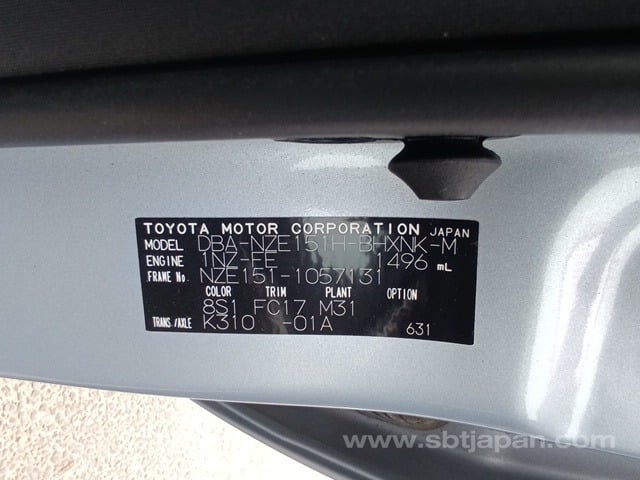 TOYOTA MOTOR CORPORATION JAPAN
MODEL DBA-NZE151H-BHXNK-M
ENGINE 1NZ-FE 1496 mL
FRAME No. NZE151-1057131
COLOR TRIM PLANT OPTION
8S1 FC17 M31
TRANS./AXLE K310 -01A 631
www.sbtjapan.com